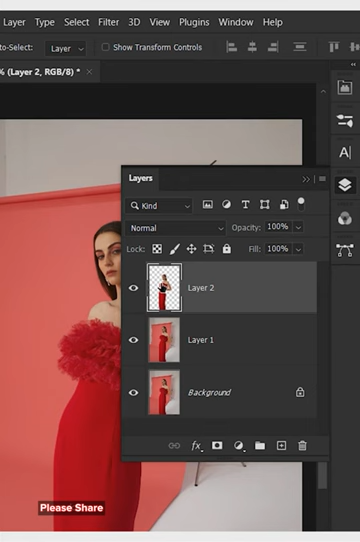 Layer Type Select Filter 3D View Plugins Window Help
to-Select: Layer Show Transform Controls
% (Layer 2, RGB/8) *
Layers
Kind
Normal Opacity: 100%
Lock: Fill: 100%
Layer 2
Layer 1
Background
Please Share